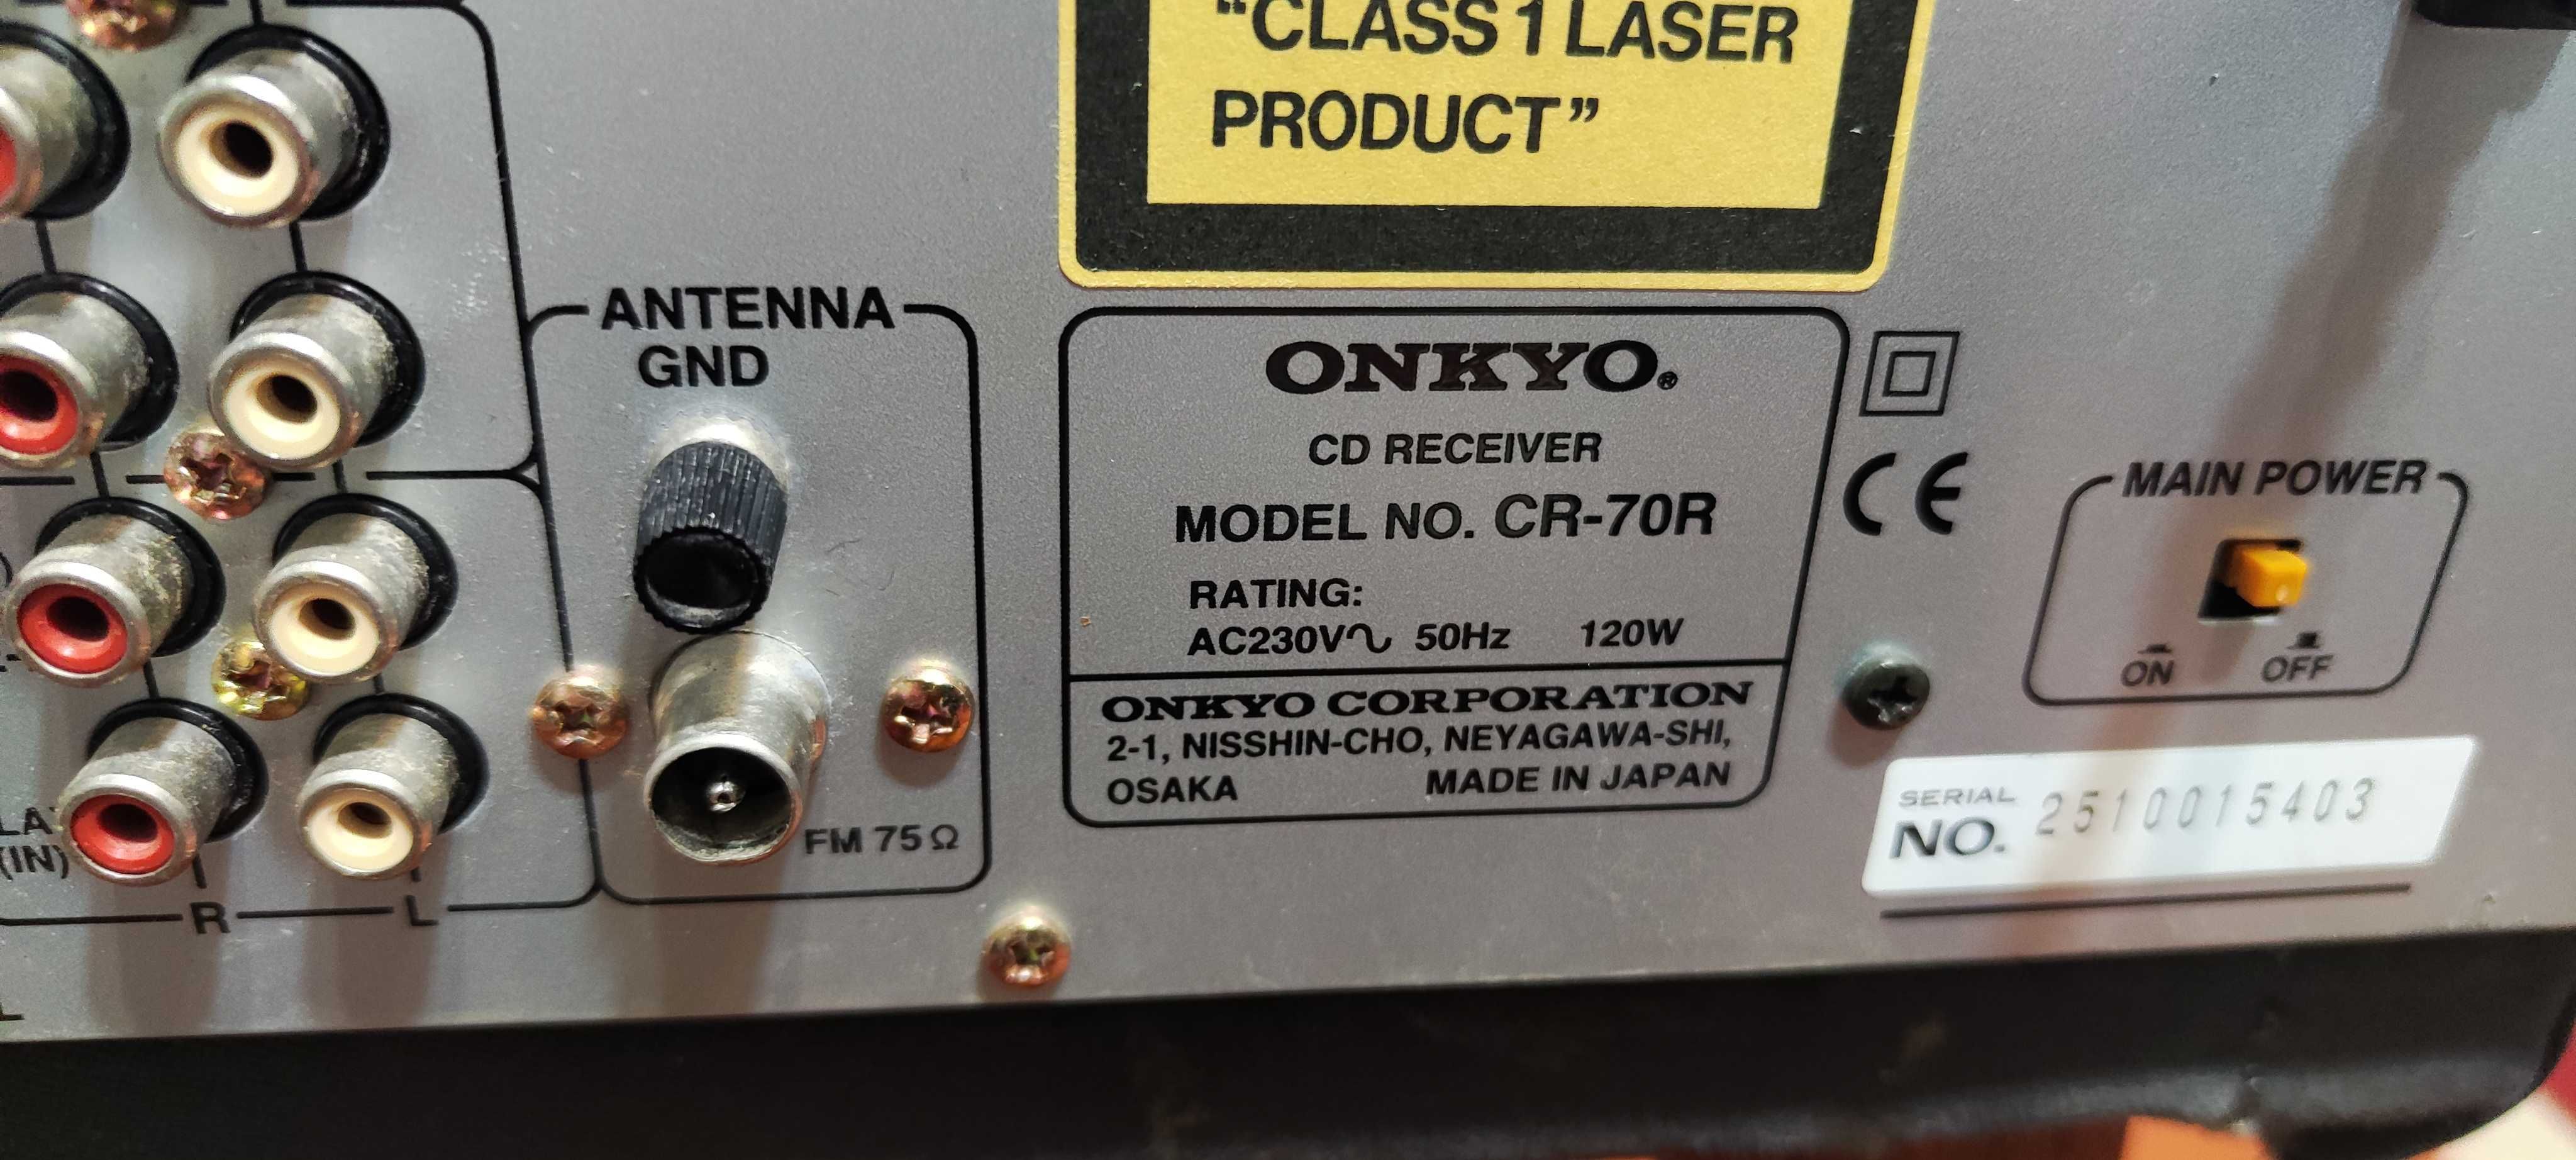 “CLASS 1 LASER
PRODUCT”
ANTENNA
GND
FM 75 Ω
(IN)
R L
ONKYO®
CD RECEIVER
MODEL NO. CR-70R
RATING:
AC230V∿ 50Hz 120W
ONKYO CORPORATION
2-1, NISSHIN-CHO, NEYAGAWA-SHI,
OSAKA MADE IN JAPAN
CE
MAIN POWER
ON OFF
SERIAL
NO. 2510015403